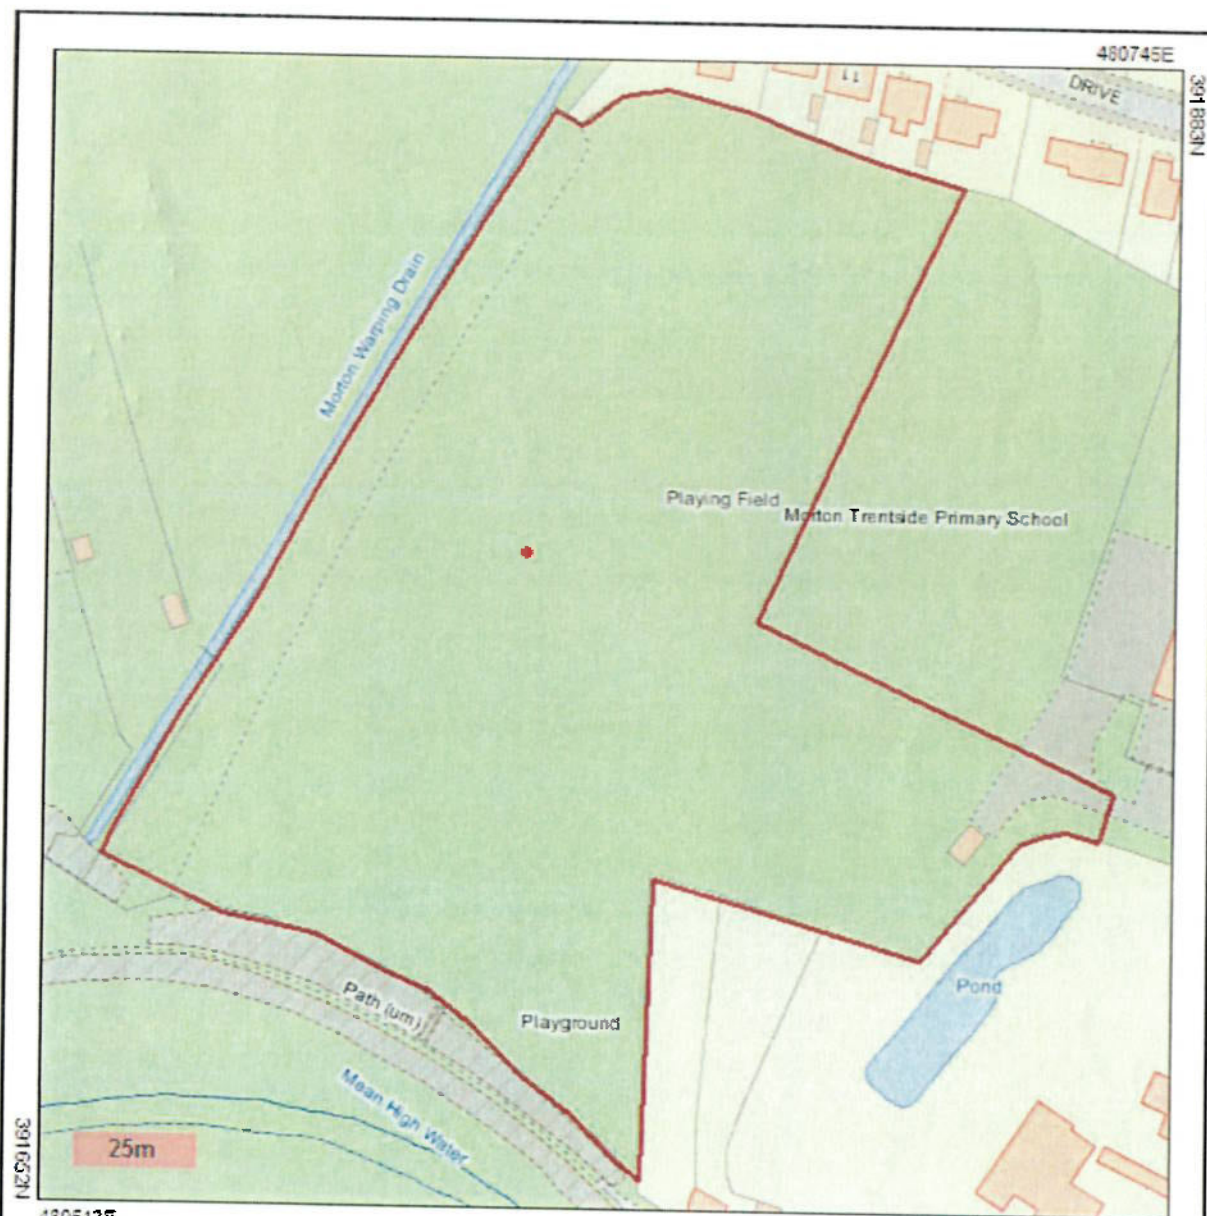 480745E
391883N
11
DRIVE
Morton Warping Drain
Playing Field
Morton Trentside Primary School
Path (um)
Playground
Pond
Mean High Water
25m
391652N